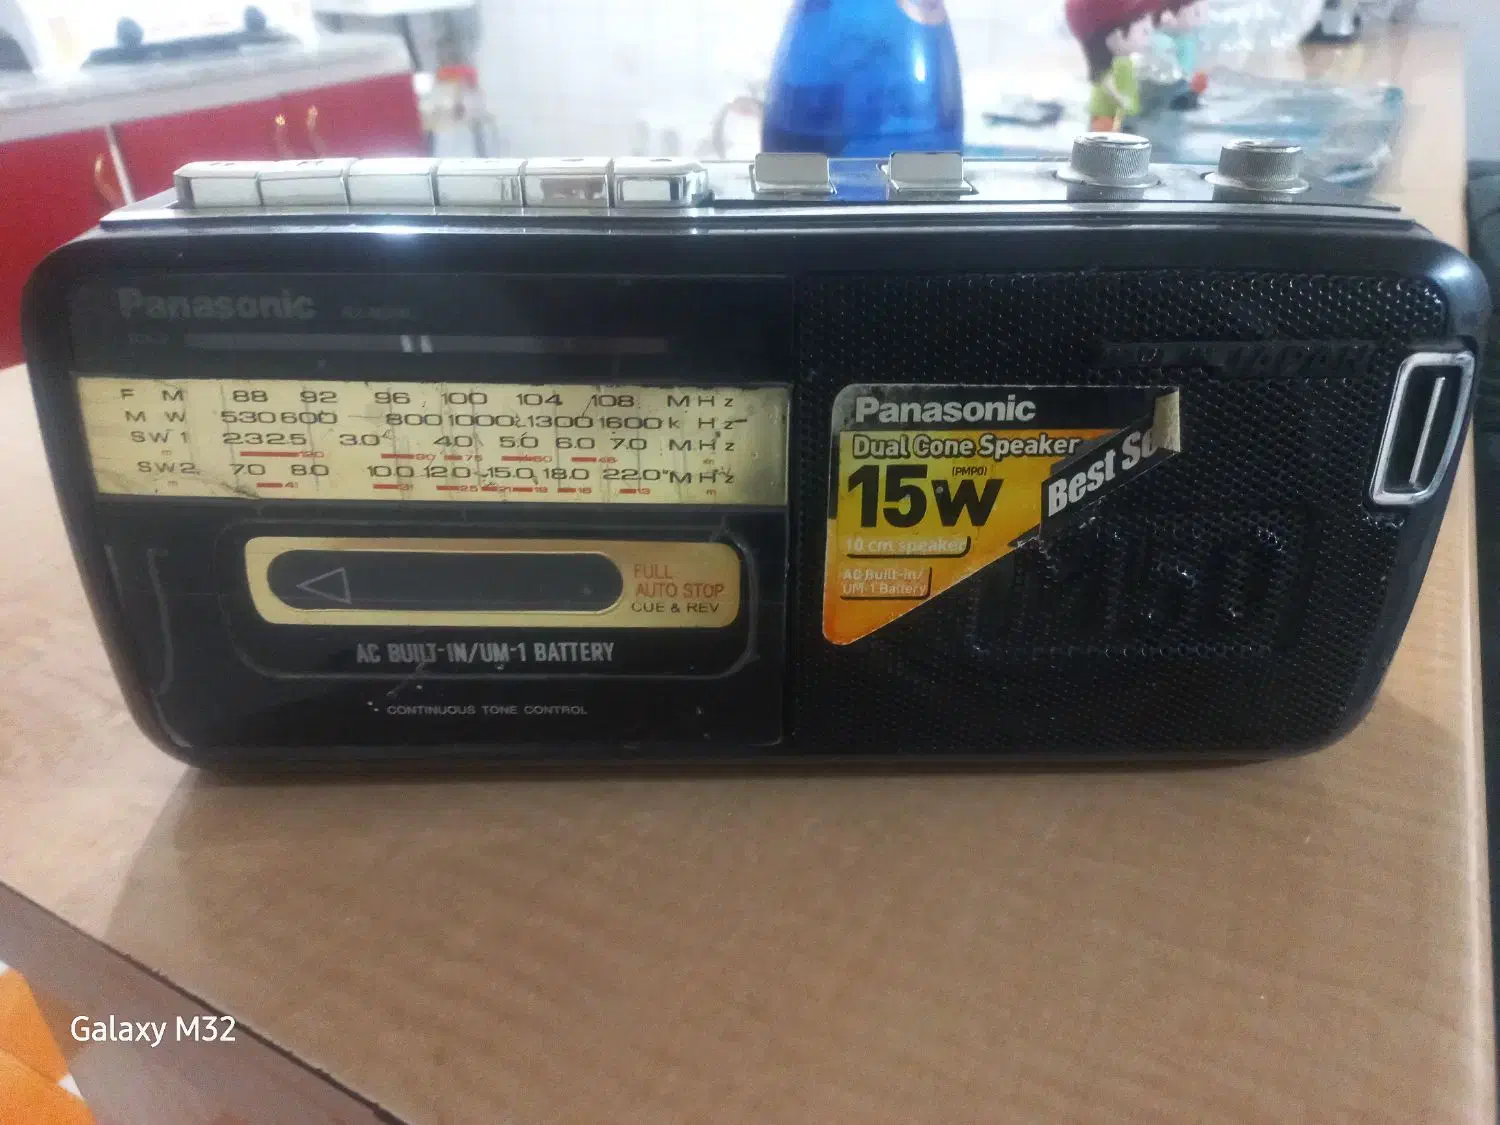 Panasonic
F M 88 92 96 100 104 108 MHz
M W 530 600 800 1000 1300 1600 kHz
SW1 2.3 2.5 3.0 4.0 5.0 6.0 7.0 MHz
SW2 7.0 8.0 10.0 12.0 15.0 18.0 22.0 MHz
FULL
AUTO STOP
CUE & REV
AC BUILT-IN/UM-1 BATTERY
CONTINUOUS TONE CONTROL
Panasonic
Dual Cone Speaker
15W (PMPO)
Best
10 cm speaker
AC Built-in/
UM-1 Battery
Galaxy M32